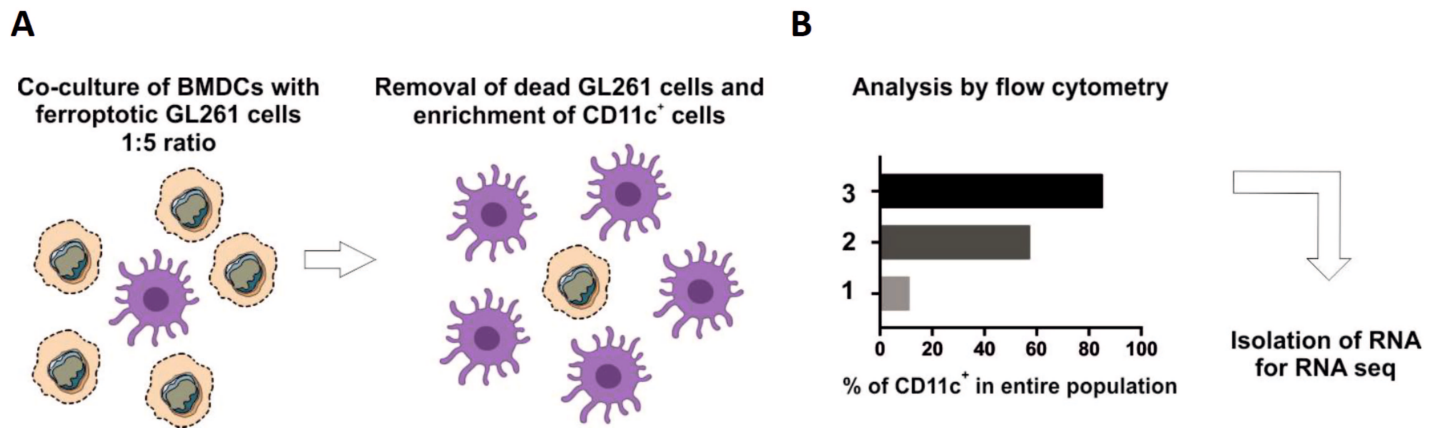 A
Co-culture of BMDCs with
ferroptotic GL261 cells
1:5 ratio
Removal of dead GL261 cells and
enrichment of CD11c⁺ cells
B
Analysis by flow cytometry
3
2
1
0 20 40 60 80 100
% of CD11c⁺ in entire population
Isolation of RNA
for RNA seq